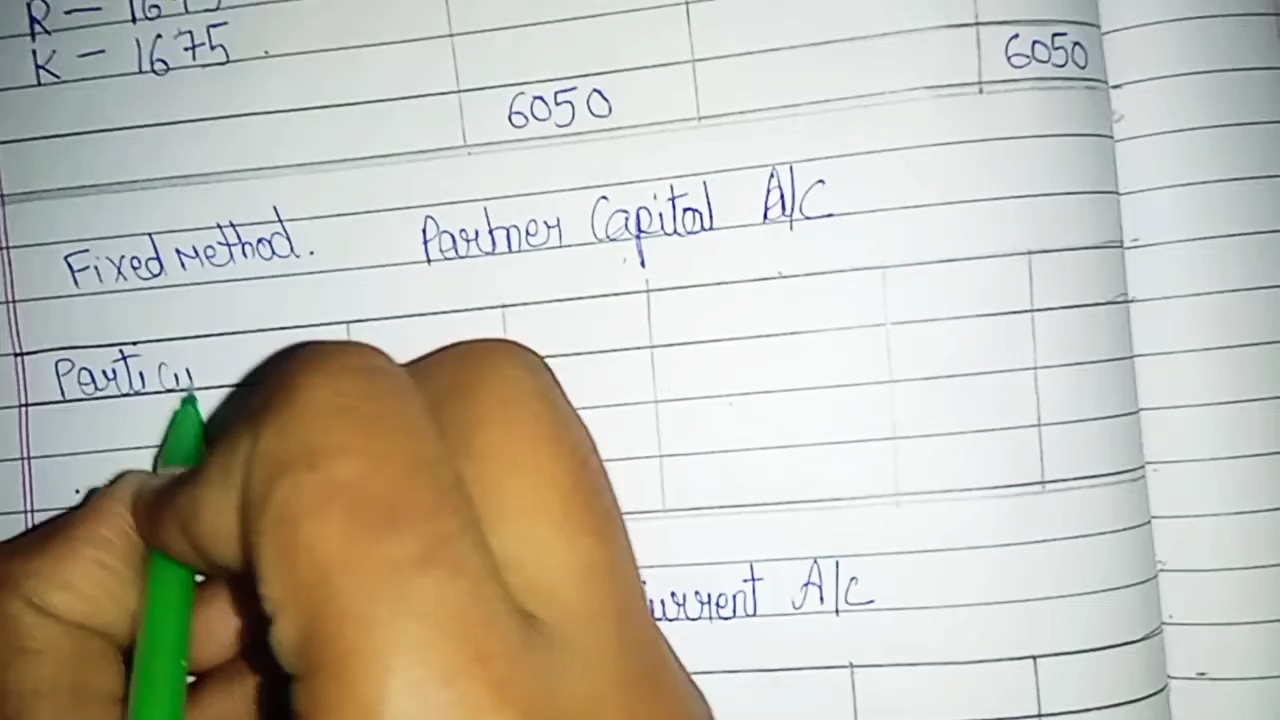 K - 1675
6050
6050
Fixed Method. Partner Capital A/C
Particu
urrent A/C